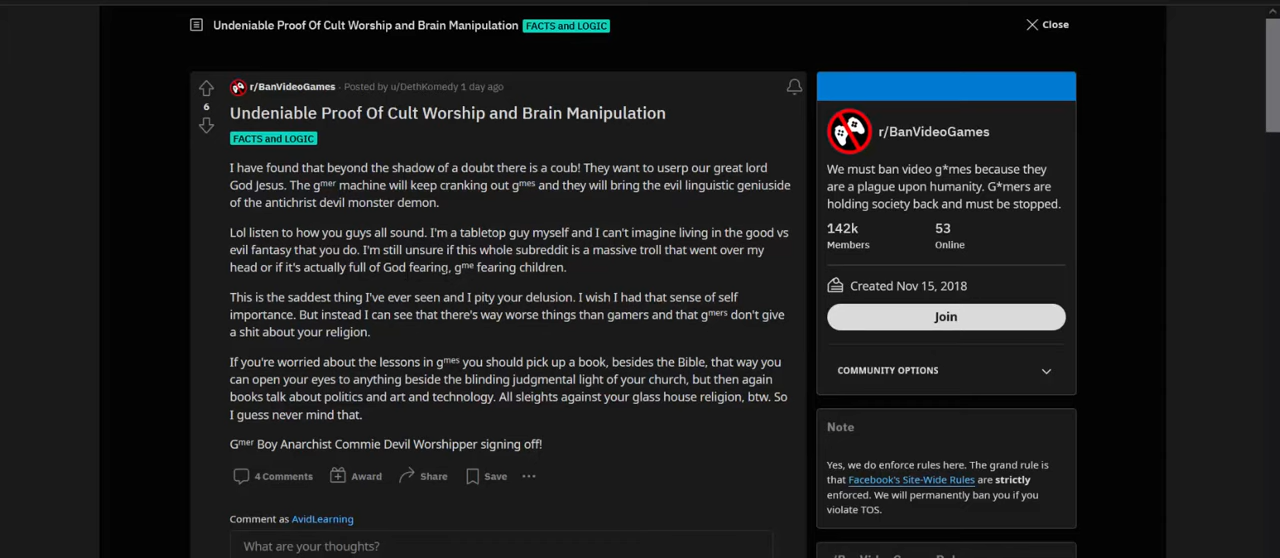 Undeniable Proof Of Cult Worship and Brain Manipulation FACTS and LOGIC
Close
r/BanVideoGames · Posted by u/DethKomedy 1 day ago
6
Undeniable Proof Of Cult Worship and Brain Manipulation
FACTS and LOGIC
I have found that beyond the shadow of a doubt there is a coub! They want to userp our great lord
God Jesus. The gᵐᵉʳ machine will keep cranking out gᵐᵉˢ and they will bring the evil linguistic geniuside
of the antichrist devil monster demon.
Lol listen to how you guys all sound. I'm a tabletop guy myself and I can't imagine living in the good vs
evil fantasy that you do. I'm still unsure if this whole subreddit is a massive troll that went over my
head or if it's actually full of God fearing, gᵐᵉ fearing children.
This is the saddest thing I've ever seen and I pity your delusion. I wish I had that sense of self
importance. But instead I can see that there's way worse things than gamers and that gᵐᵉʳˢ don't give
a shit about your religion.
If you're worried about the lessons in gᵐᵉˢ you should pick up a book, besides the Bible, that way you
can open your eyes to anything beside the blinding judgmental light of your church, but then again
books talk about politics and art and technology. All sleights against your glass house religion, btw. So
I guess never mind that.
Gᵐᵉʳ Boy Anarchist Commie Devil Worshipper signing off!
4 Comments Award Share Save ···
Comment as AvidLearning
What are your thoughts?
r/BanVideoGames
We must ban video g*mes because they
are a plague upon humanity. G*mers are
holding society back and must be stopped.
142k 53
Members Online
Created Nov 15, 2018
Join
COMMUNITY OPTIONS
Note
Yes, we do enforce rules here. The grand rule is
that Facebook's Site-Wide Rules are strictly
enforced. We will permanently ban you if you
violate TOS.